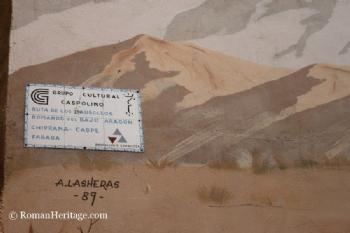 GRUPO CULTURAL
CASPOLINO
RUTA DE LOS MAUSOLEOS
ROMANOS DEL BAJO ARAGON
CHIPRANA - CASPE
FABARA
A. LASHERAS
- 89 -
© RomanHeritage.com